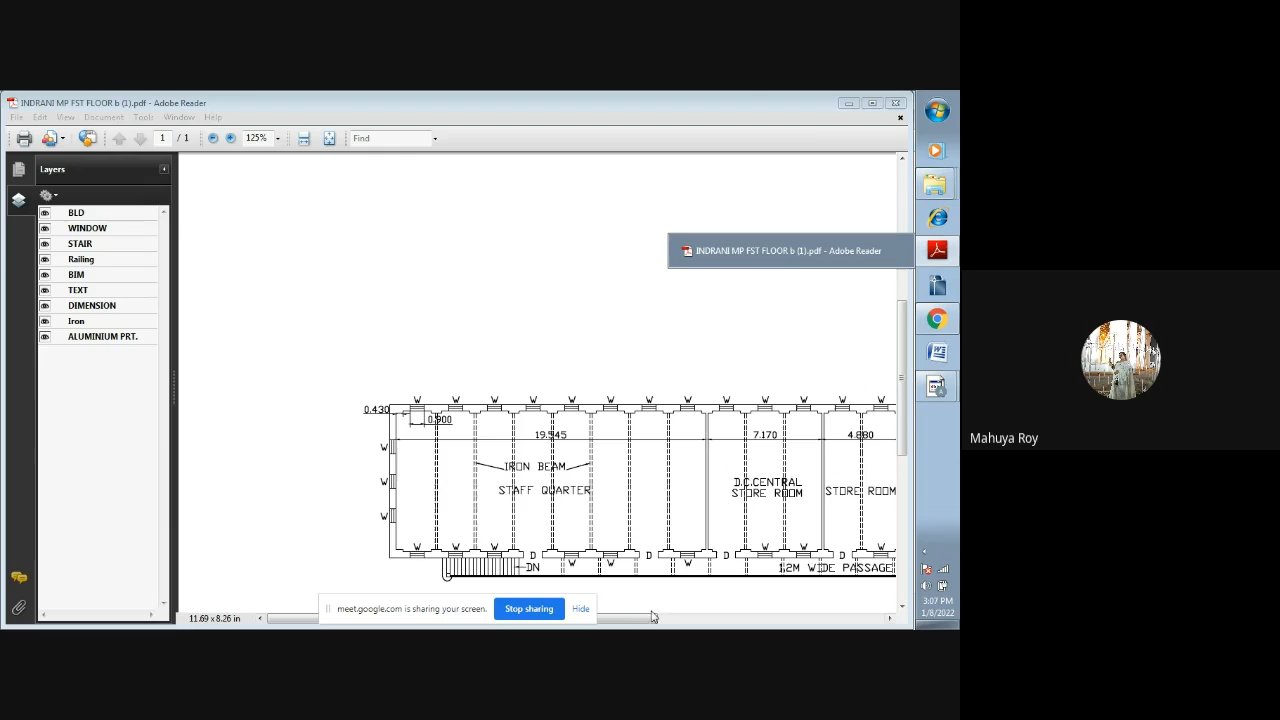 INDRANI MP FST FLOOR b (1).pdf - Adobe Reader
File Edit View Document Tools Window Help
1 / 1 125% Find
Layers
BLD
WINDOW
STAIR
Railing
BIM
TEXT
DIMENSION
Iron
ALUMINIUM PRT.
INDRANI MP FST FLOOR b (1).pdf - Adobe Reader
W W W W W W W W W W W W W
0.430
0.900
19.545 7.170 4.880
W
IRON BEAM
W
STAFF QUARTER
D.C.CENTRAL
STORE ROOM
STORE ROOM
W
W W W D W W D W D W W D W
DN
1.2M WIDE PASSAGE
meet.google.com is sharing your screen. Stop sharing Hide
11.69 x 8.26 in
3:07 PM
1/8/2022
Mahuya Roy